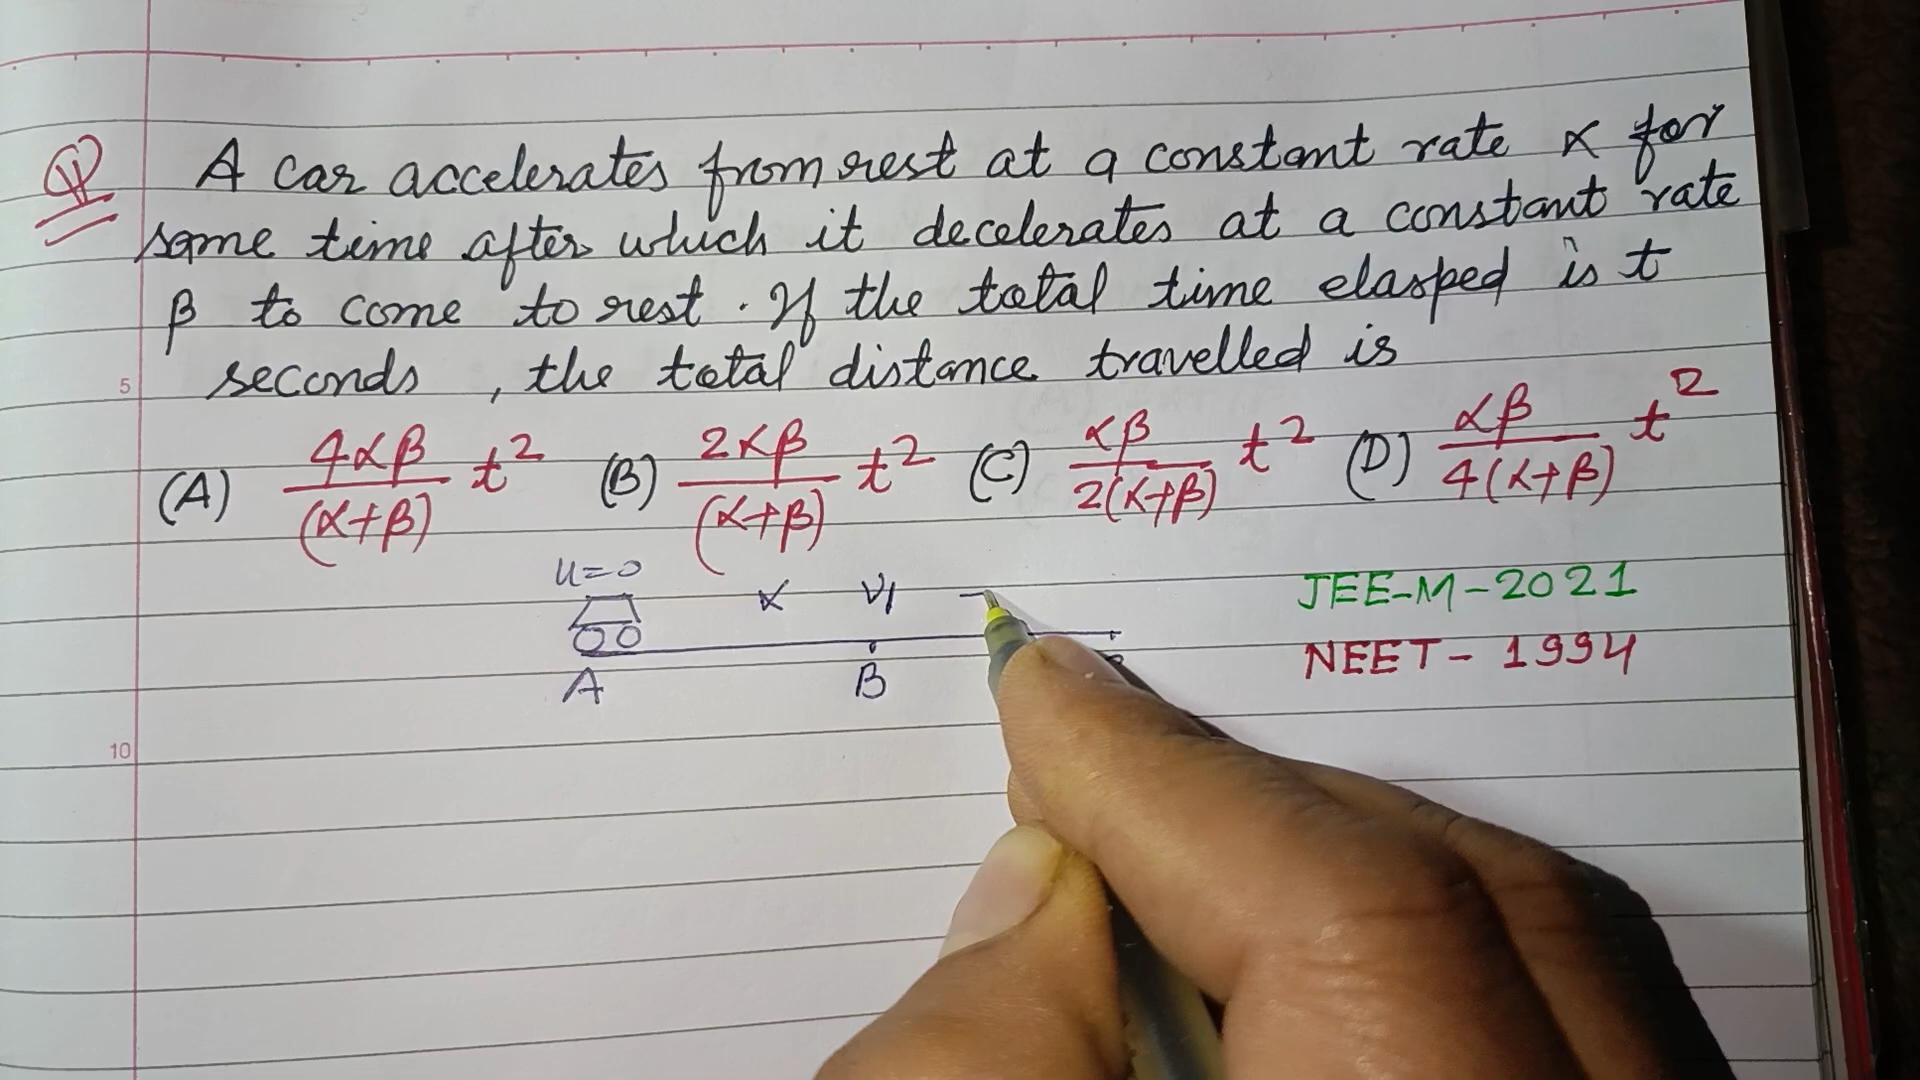 Q
A car accelerates from rest at a constant rate α for
some time after which it decelerates at a constant rate
β to come to rest. If the total time elasped is t
seconds, the total distance travelled is
5
(A) 4αβ/(α+β) t² (B) 2αβ/(α+β) t² (C) αβ/2(α+β) t² (D) αβ/4(α+β) t²
u=0 α V1
JEE-M-2021
A B
NEET-1994
10